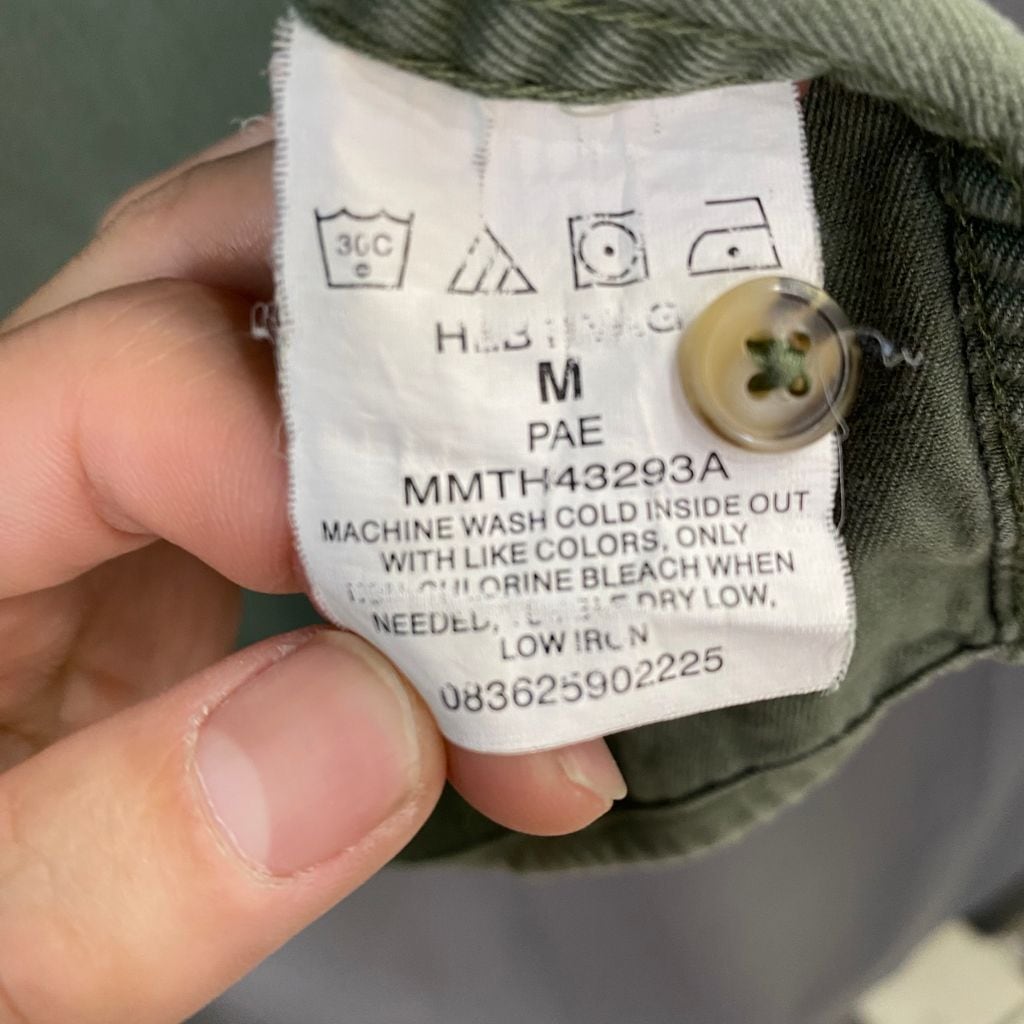 30C
M
PAE
MMTH43293A
MACHINE WASH COLD INSIDE OUT
WITH LIKE COLORS, ONLY
CHLORINE BLEACH WHEN
NEEDED, DRY LOW,
LOW IRON
083625902225